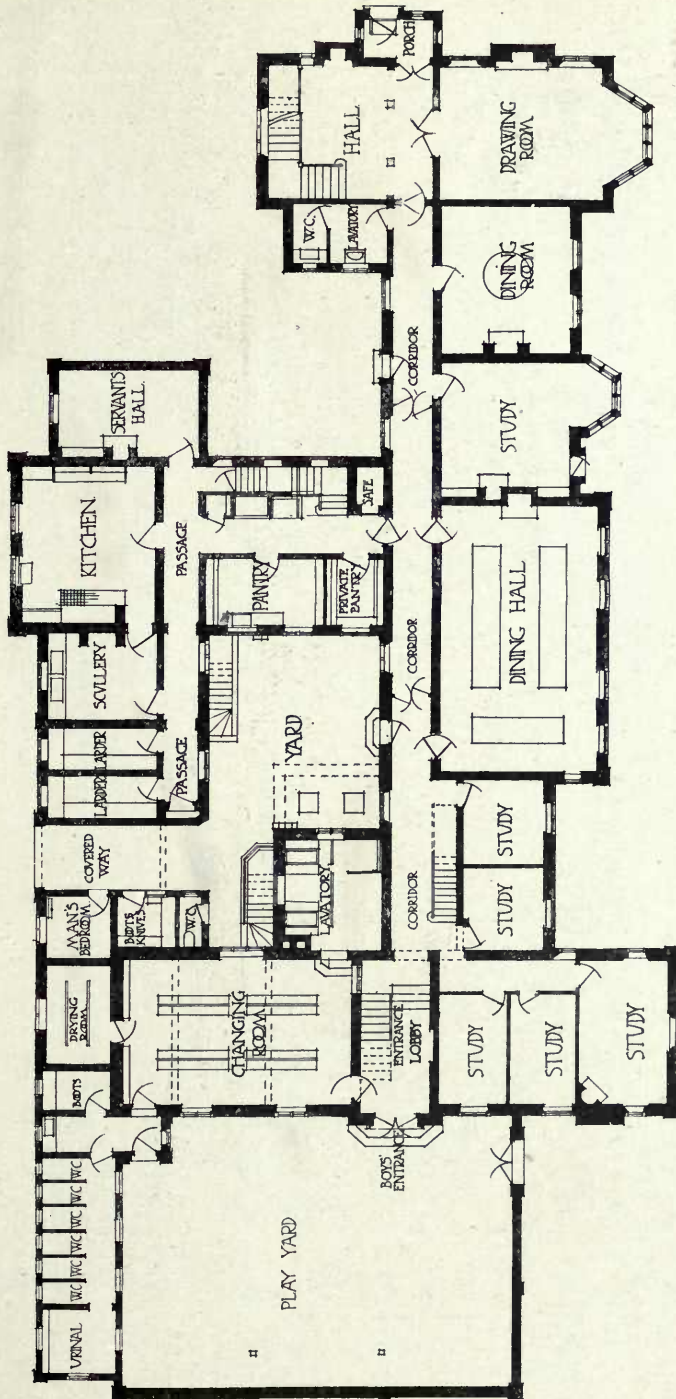 PORCH
HALL
DRAWING
ROOM
W.C.
LAVATORY
DINING
ROOM
CORRIDOR
SERVANTS
HALL.
STUDY
SAFE
KITCHEN
PASSAGE
PANTRY
PRIVATE
PANTRY
DINING HALL
CORRIDOR
SCVLLERY
LARDER
LARDER
PASSAGE
YARD
COVERED
WAY
STUDY
STUDY
CORRIDOR
LAVATORY
MAN'S
BEDROOM
BOOTS
KNIVES
W.C.
DRYING
ROOM
CHANGING
ROOM
ENTRANCE
LOBBY
STUDY
STUDY
STUDY
BOOTS
BOYS'
ENTRANCE
W.C
W.C
W.C
W.C
W.C
W.C
VRINAL
PLAY YARD